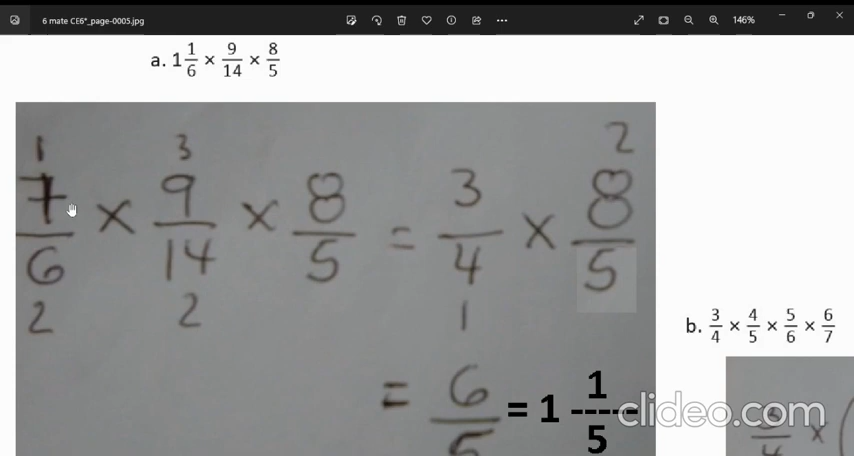 6 mate CE6°_page-0005.jpg
146%
a. 1 1/6 × 9/14 × 8/5
1 3 2
7/6 × 9/14 × 8/5 = 3/4 × 8/5
2 2 1
= 6/5 = 1 1/5
clideo.com
b. 3/4 × 4/5 × 5/6 × 6/7
3/4 × (